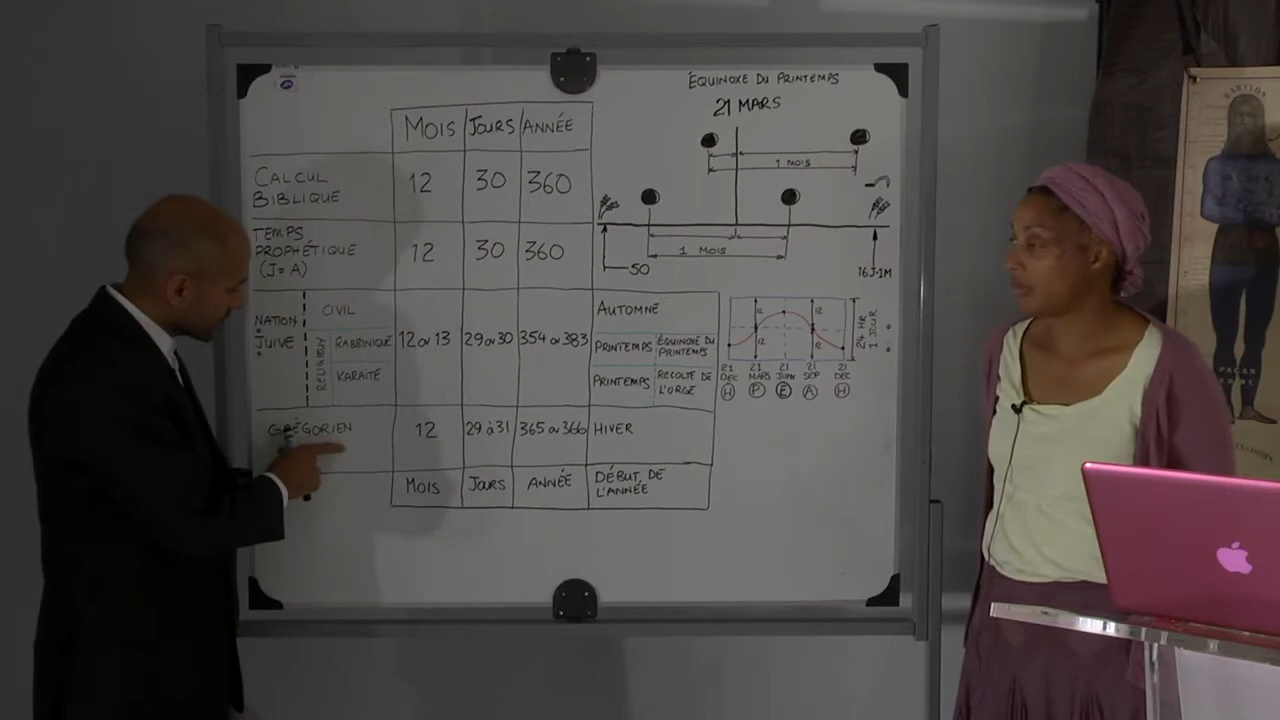 ÉQUINOXE DU PRINTEMPS
21 MARS
MOIS JOURS ANNÉE
CALCUL BIBLIQUE 12 30 360
TEMPS
PROPHÉTIQUE 12 30 360
(J=A)
1 MOIS
1 MOIS
50
16J-1M
NATION
JUIVE
CIVIL
RELIGIEUX
RABBINIQUE
KARAÏTE
12 OU 13 29 OU 30 354 OU 383
AUTOMNE
PRINTEMPS ÉQUINOXE DU
PRINTEMPS
PRINTEMPS RÉCOLTE DE
L'ORGE
GRÉGORIEN 12 29 À 31 365 OU 366 HIVER
MOIS JOURS ANNÉE DÉBUT DE
L'ANNÉE
12 12
12 12
24 HR
1 JOUR
21 21 21 21 21
DEC MARS JUIN SEP DEC
H P E A H
BABYLON